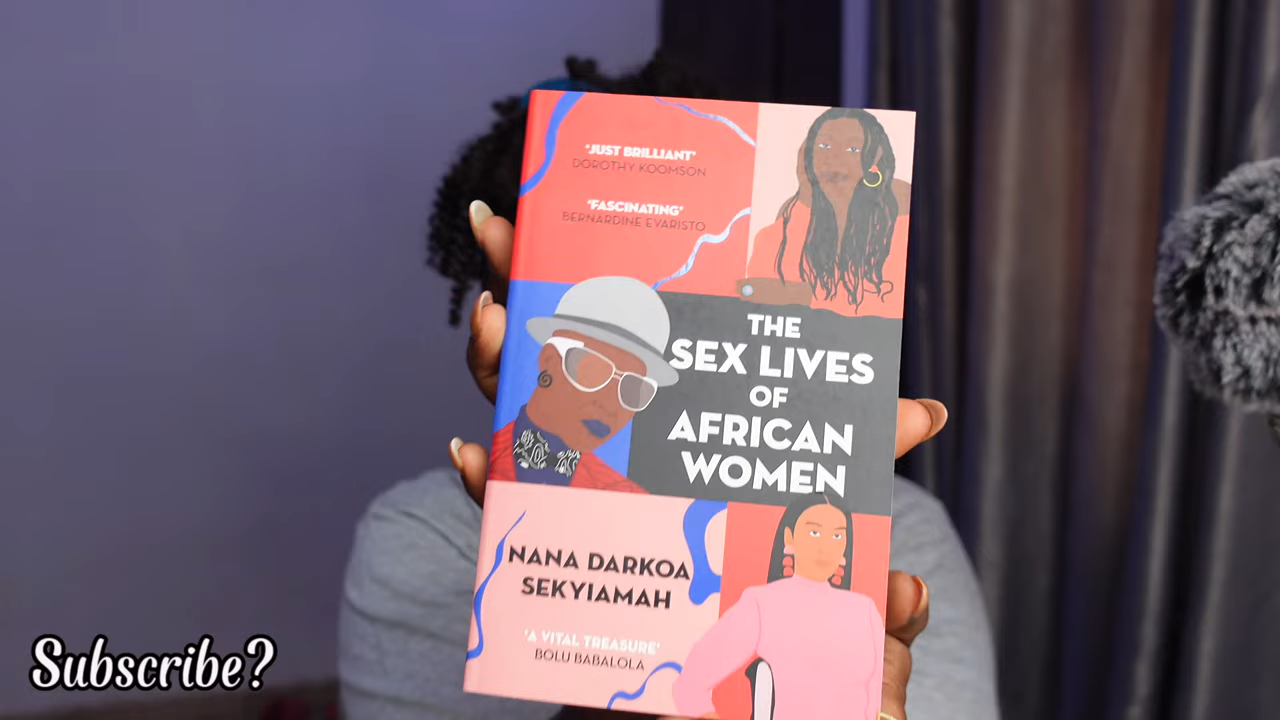 'JUST BRILLIANT'
DOROTHY KOOMSON
'FASCINATING'
BERNARDINE EVARISTO
THE
SEX LIVES
OF
AFRICAN
WOMEN
NANA DARKOA
SEKYIAMAH
'A VITAL TREASURE'
BOLU BABALOLA
Subscribe?